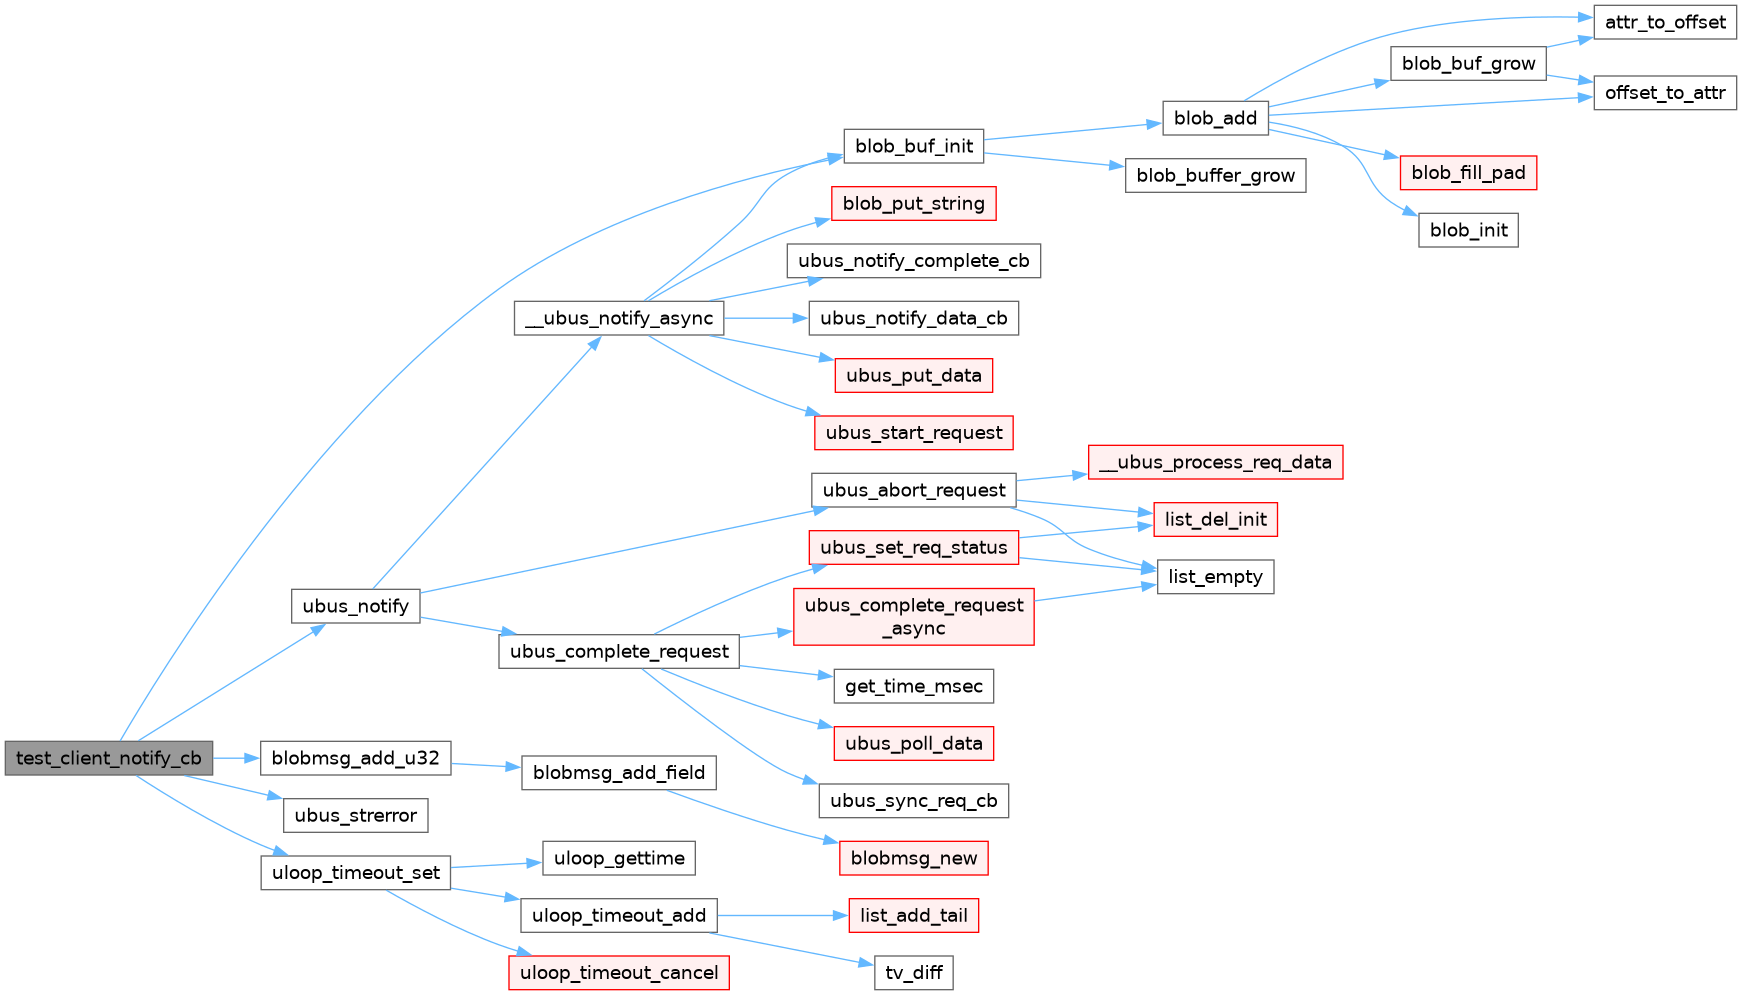 attr_to_offset
blob_buf_grow
offset_to_attr
blob_add
blob_buf_init
blob_fill_pad
blob_buffer_grow
blob_put_string
blob_init
ubus_notify_complete_cb
__ubus_notify_async
ubus_notify_data_cb
ubus_put_data
ubus_start_request
__ubus_process_req_data
ubus_abort_request
list_del_init
ubus_set_req_status
list_empty
ubus_notify
ubus_complete_request
_async
ubus_complete_request
get_time_msec
ubus_poll_data
test_client_notify_cb
blobmsg_add_u32
blobmsg_add_field
ubus_sync_req_cb
ubus_strerror
uloop_gettime
blobmsg_new
uloop_timeout_set
uloop_timeout_add
list_add_tail
uloop_timeout_cancel
tv_diff